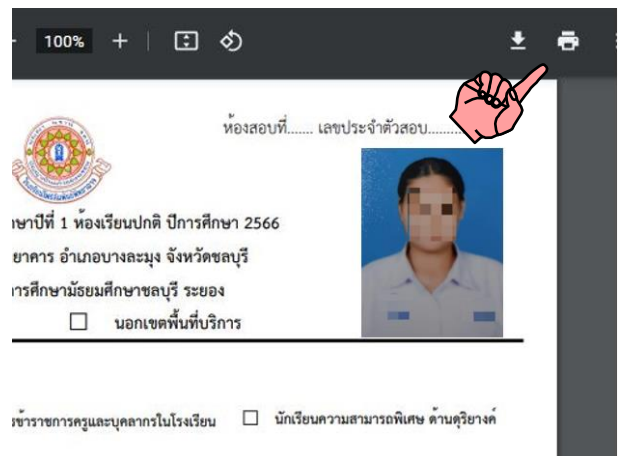 100%
ห้องสอบที่....... เลขประจำตัวสอบ..........
ปีที่ 1 ห้องเรียนปกติ ปีการศึกษา 2566
อำเภอบางละมุง จังหวัดชลบุรี
การศึกษามัธยมศึกษาชลบุรี ระยอง
☐ นอกเขตพื้นที่บริการ
ข้าราชการครูและบุคลากรในโรงเรียน ☐ นักเรียนความสามารถพิเศษ ด้านดุริยางค์